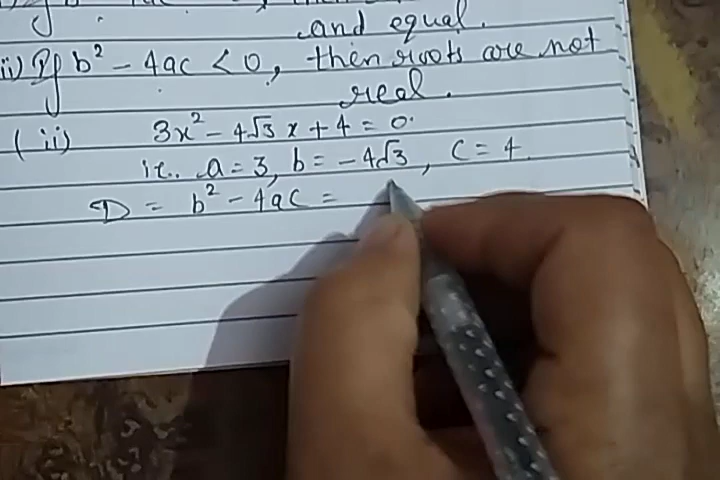 and equal.
ii) If b² - 4ac < 0, then roots are not
real.
(ii) 3x² - 4√3 x + 4 = 0.
i.e. a = 3, b = -4√3, c = 4.
D = b² - 4ac =